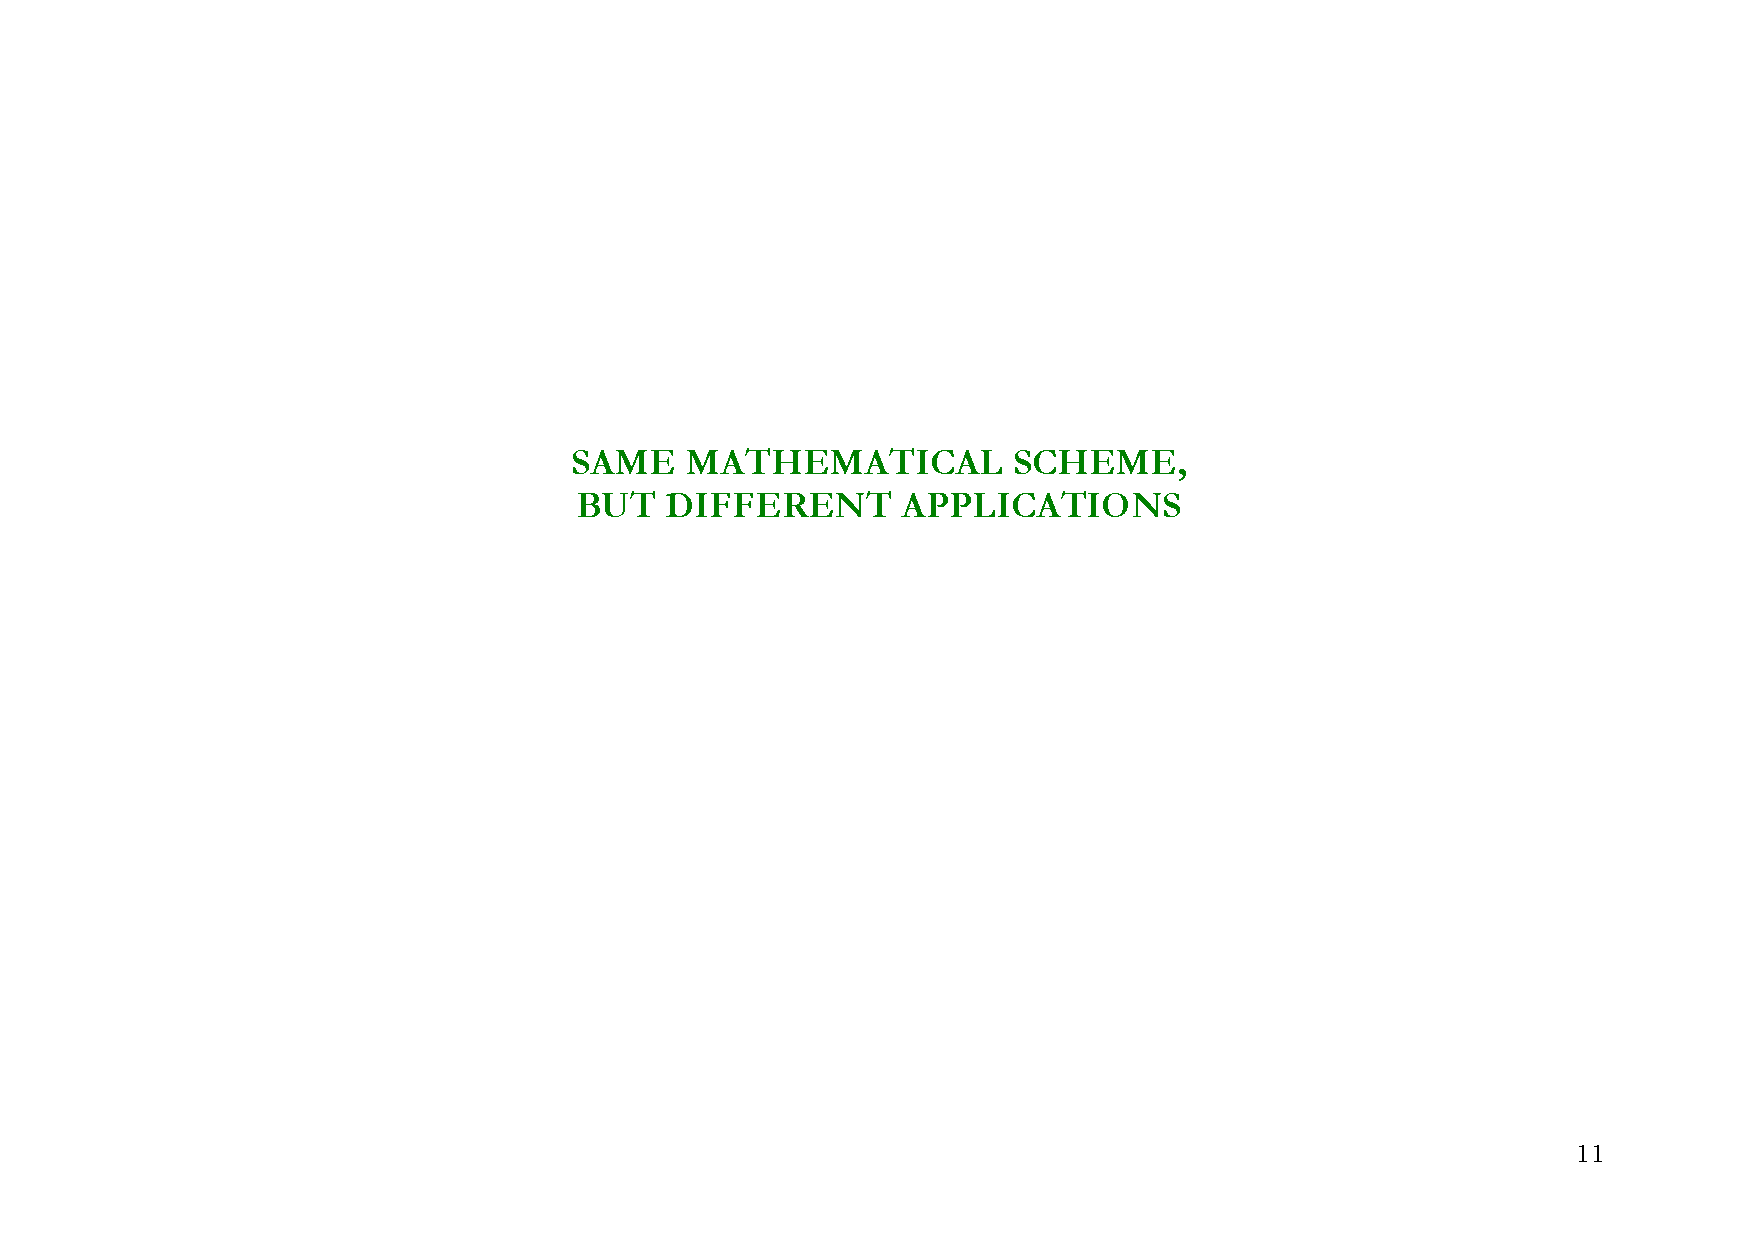 SAME MATHEMATICAL SCHEME,
BUT DIFFERENT APPLICATIONS
11